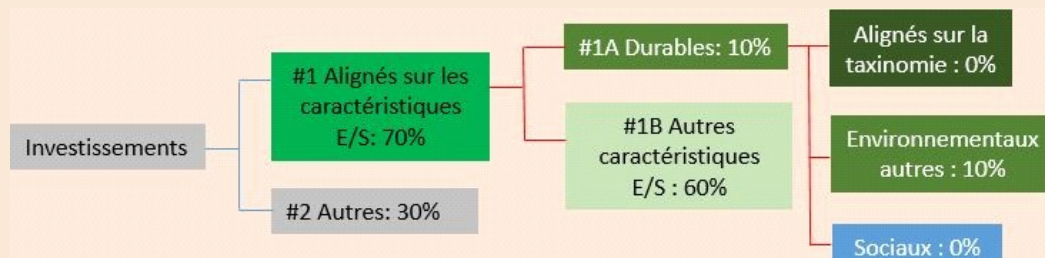 Investissements
#1 Alignés sur les
caractéristiques
E/S: 70%
#2 Autres: 30%
#1A Durables: 10%
#1B Autres
caractéristiques
E/S : 60%
Alignés sur la
taxinomie : 0%
Environnementaux
autres : 10%
Sociaux : 0%